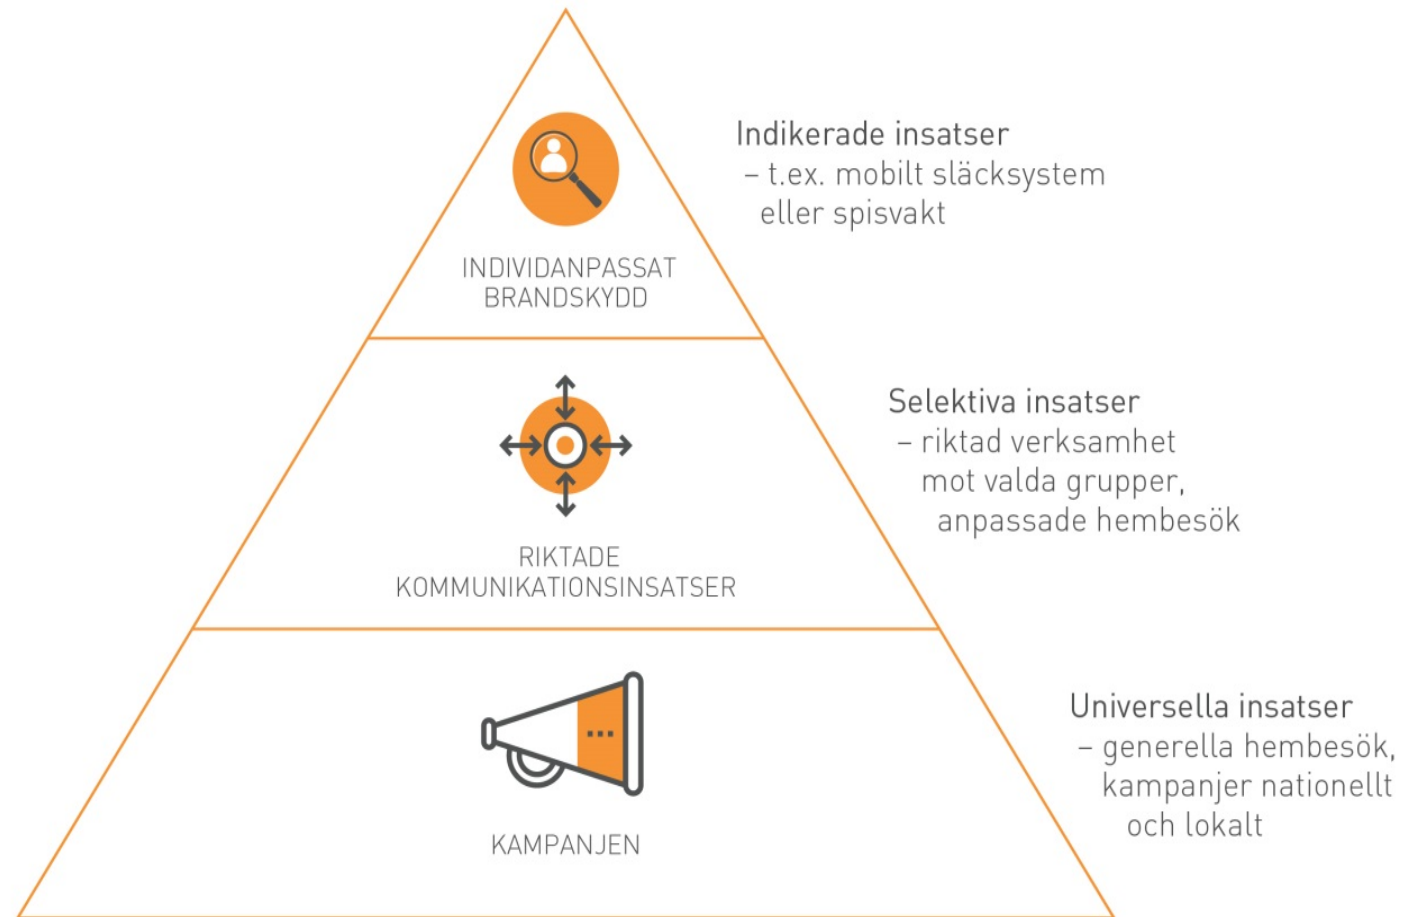 Indikerade insatser
– t.ex. mobilt släcksystem
eller spisvakt
INDIVIDANPASSAT
BRANDSKYDD
Selektiva insatser
– riktad verksamhet
mot valda grupper,
anpassade hembesök
RIKTADE
KOMMUNIKATIONSINSATSER
Universella insatser
– generella hembesök,
kampanjer nationellt
och lokalt
KAMPANJEN